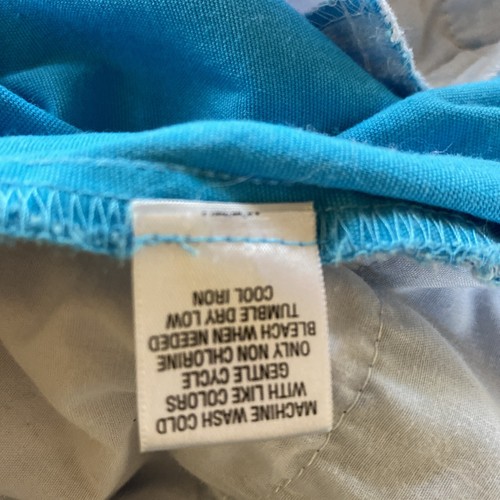 MACHINE WASH COLD
WITH LIKE COLORS
GENTLE CYCLE
ONLY NON CHLORINE
BLEACH WHEN NEEDED
TUMBLE DRY LOW
COOL IRON